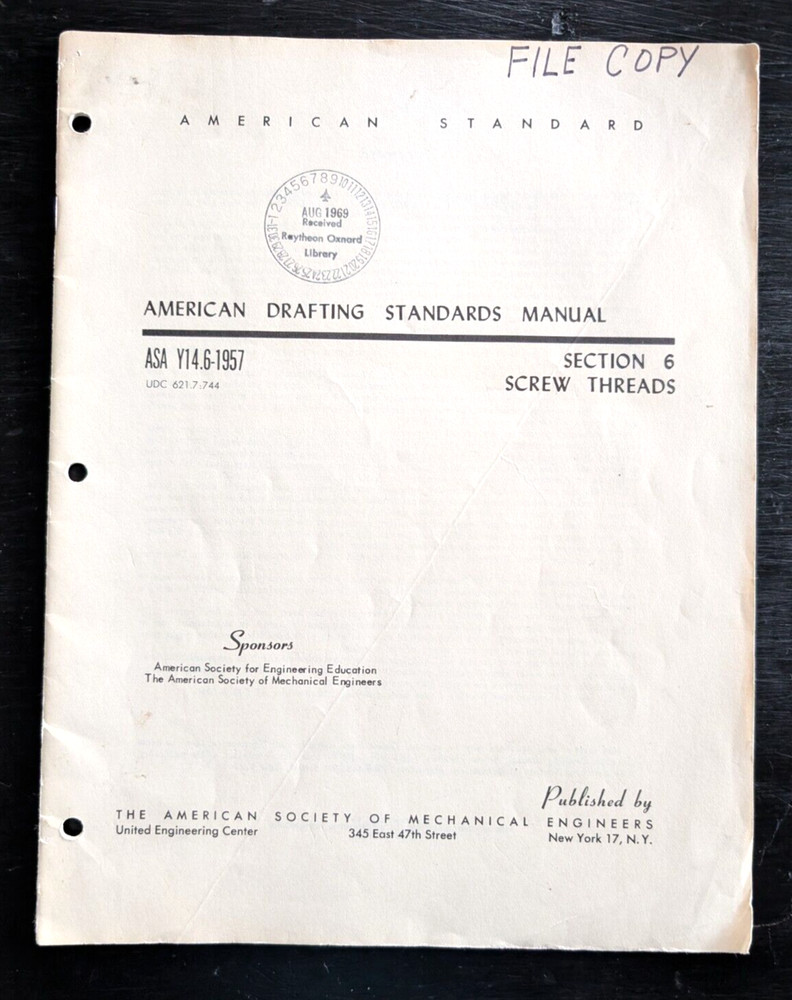 FILE COPY
AMERICAN STANDARD
AUG 1969
Received
Raytheon Oxnard
Library
AMERICAN DRAFTING STANDARDS MANUAL
ASA Y14.6-1957
UDC 621.7.744
SECTION 6
SCREW THREADS
Sponsors
American Society for Engineering Education
The American Society of Mechanical Engineers
Published by
THE AMERICAN SOCIETY OF MECHANICAL ENGINEERS
United Engineering Center 345 East 47th Street New York 17, N.Y.